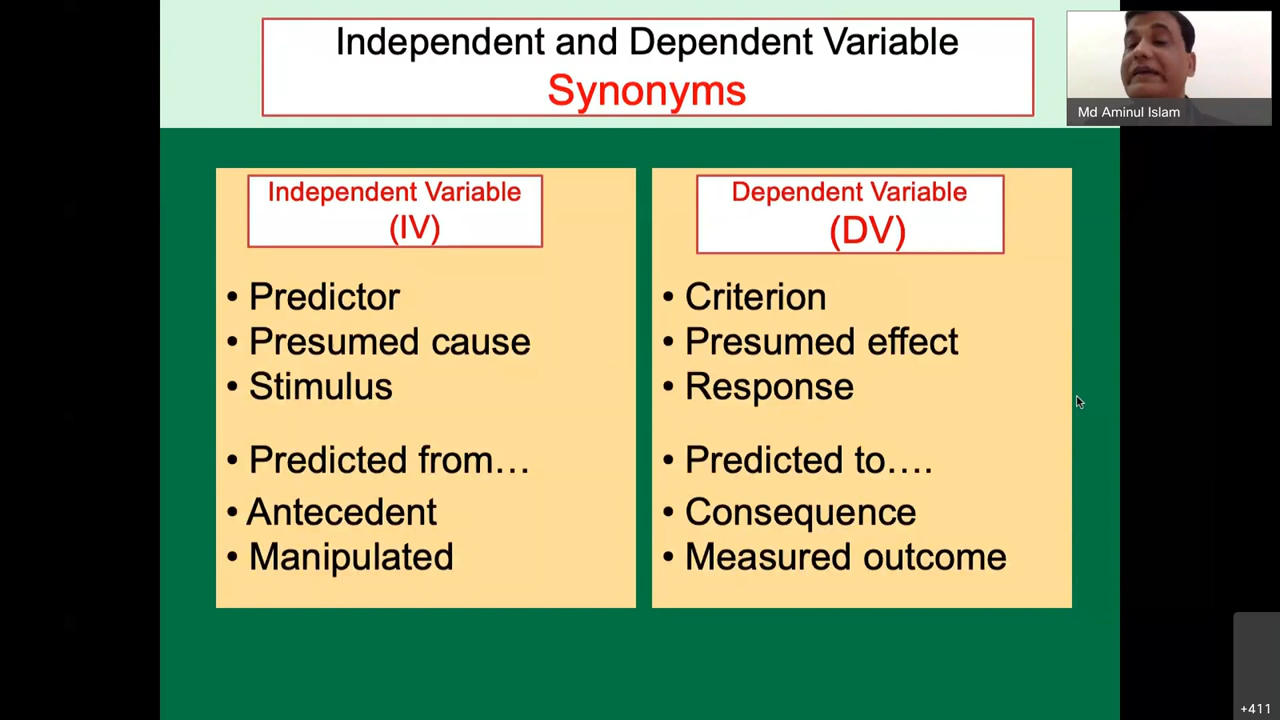 Independent and Dependent Variable
Synonyms
Md Aminul Islam
Independent Variable
(IV)
• Predictor
• Presumed cause
• Stimulus
• Predicted from…
• Antecedent
• Manipulated
Dependent Variable
(DV)
• Criterion
• Presumed effect
• Response
• Predicted to….
• Consequence
• Measured outcome
+411